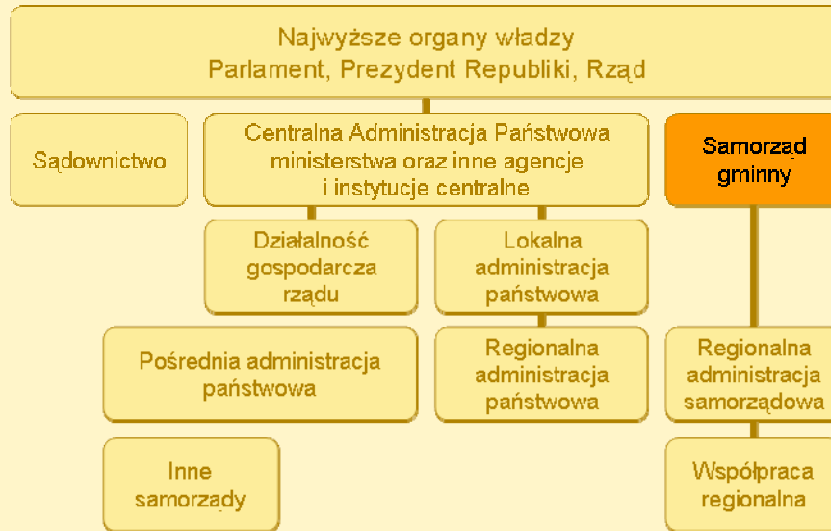 Najwyższe organy władzy
Parlament, Prezydent Republiki, Rząd
Sądownictwo
Centralna Administracja Państwowa
ministerstwa oraz inne agencje
i instytucje centralne
Samorząd
gminny
Działalność
gospodarcza
rządu
Lokalna
administracja
państwowa
Pośrednia administracja
państwowa
Regionalna
administracja
państwowa
Regionalna
administracja
samorządowa
Inne
samorządy
Współpraca
regionalna